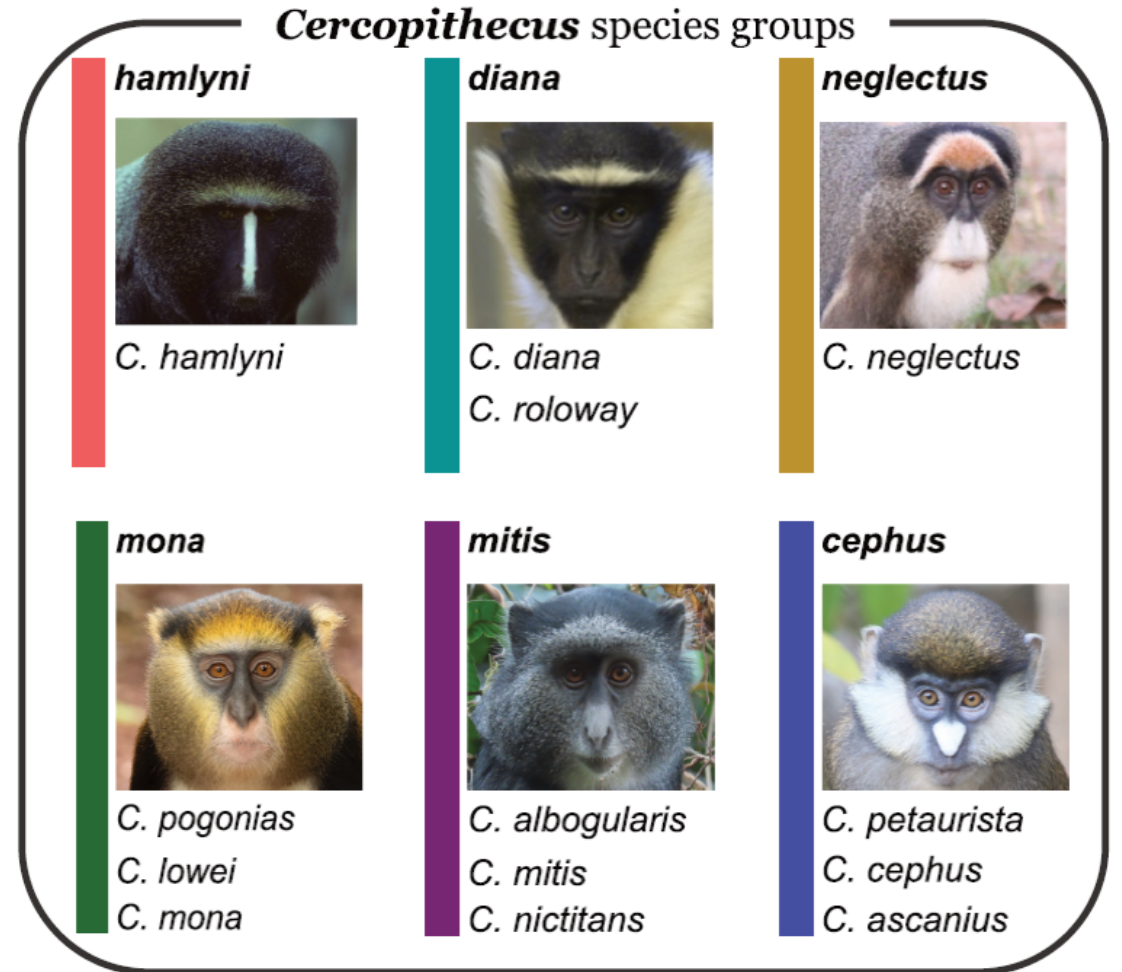 Cercopithecus species groups
hamlyni
C. hamlyni
diana
C. diana
C. roloway
neglectus
C. neglectus
mona
C. pogonias
C. lowei
C. mona
mitis
C. albogularis
C. mitis
C. nictitans
cephus
C. petaurista
C. cephus
C. ascanius